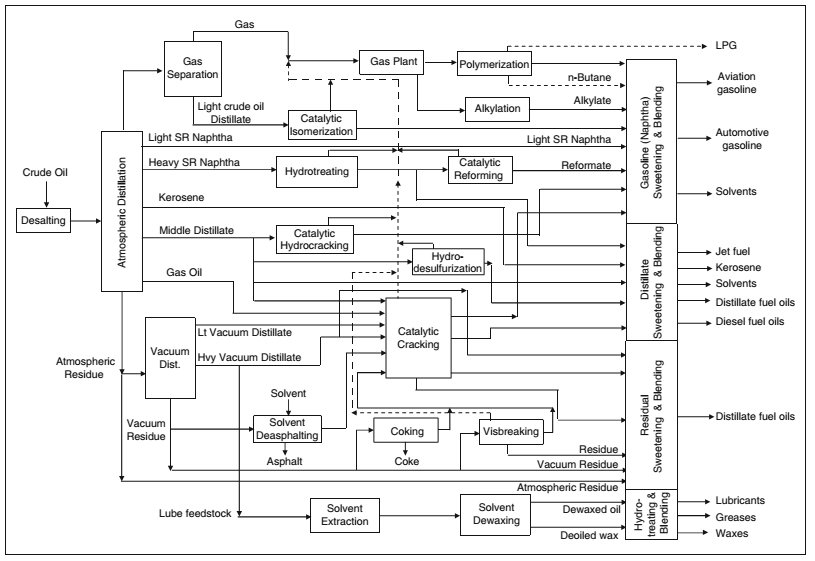 Gas
LPG
Gas
Separation
Gas Plant
Polymerization
n-Butane
Aviation
gasoline
Light crude oil
Distillate
Catalytic
Isomerization
Alkylation
Alkylate
Gasoline (Naphtha)
Sweetening & Blending
Light SR Naphtha
Light SR Naphtha
Automotive
gasoline
Crude Oil
Desalting
Atmospheric Distillation
Heavy SR Naphtha
Hydrotreating
Catalytic
Reforming
Reformate
Solvents
Kerosene
Middle Distillate
Catalytic
Hydrocracking
Hydro-
desulfurization
Distillate
Sweetening & Blending
Jet fuel
Kerosene
Solvents
Distillate fuel oils
Diesel fuel oils
Gas Oil
Catalytic
Cracking
Lt Vacuum Distillate
Vacuum
Dist.
Hvy Vacuum Distillate
Atmospheric
Residue
Residual
Sweetening & Blending
Distillate fuel oils
Solvent
Vacuum
Residue
Solvent
Deasphalting
Asphalt
Coking
Coke
Visbreaking
Residue
Vacuum Residue
Atmospheric Residue
Lube feedstock
Solvent
Extraction
Solvent
Dewaxing
Dewaxed oil
Deoiled wax
Hydro-
treating &
Blending
Lubricants
Greases
Waxes